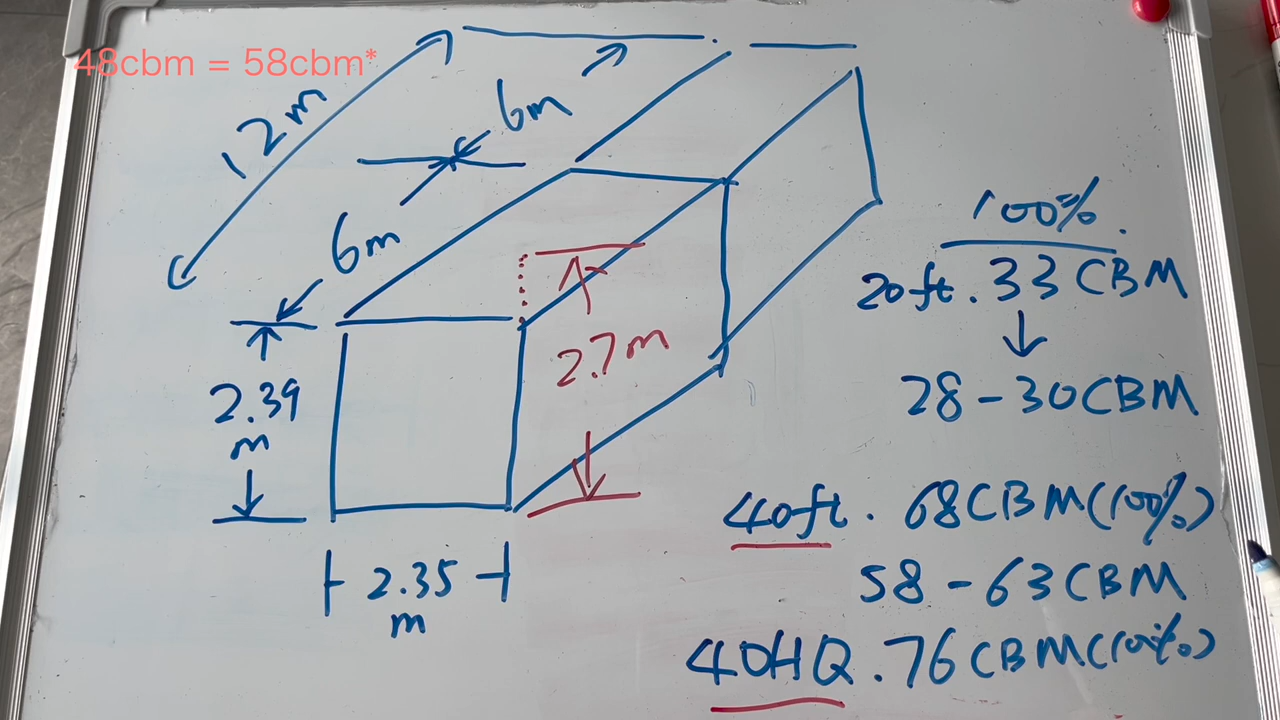 48cbm = 58cbm*
12m
6m
6m
2.39
m
2.7m
2.35
m
100%.
20ft. 33 CBM
↓
28-30CBM
40ft. 68CBM(100%)
58-63CBM
40HQ. 76CBM(100%)